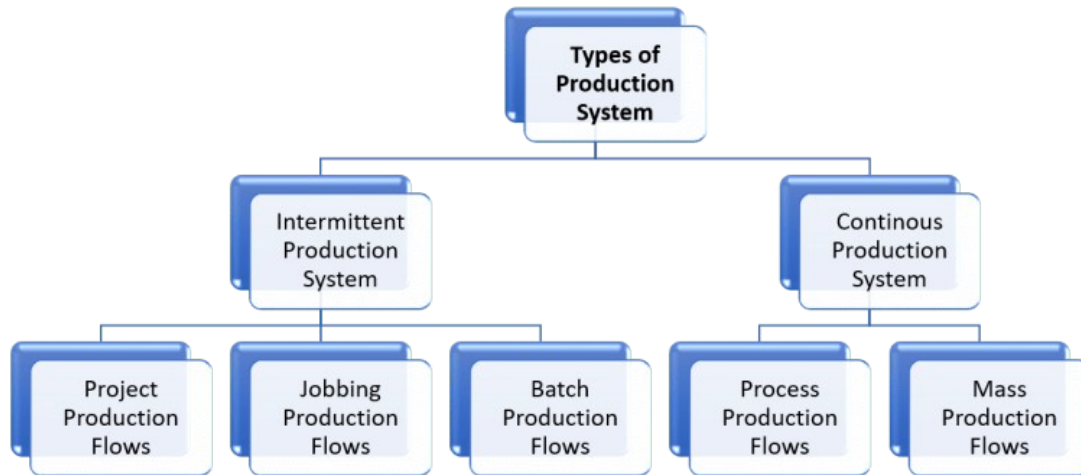 Types of
Production
System
Intermittent
Production
System
Continous
Production
System
Project
Production
Flows
Jobbing
Production
Flows
Batch
Production
Flows
Process
Production
Flows
Mass
Production
Flows